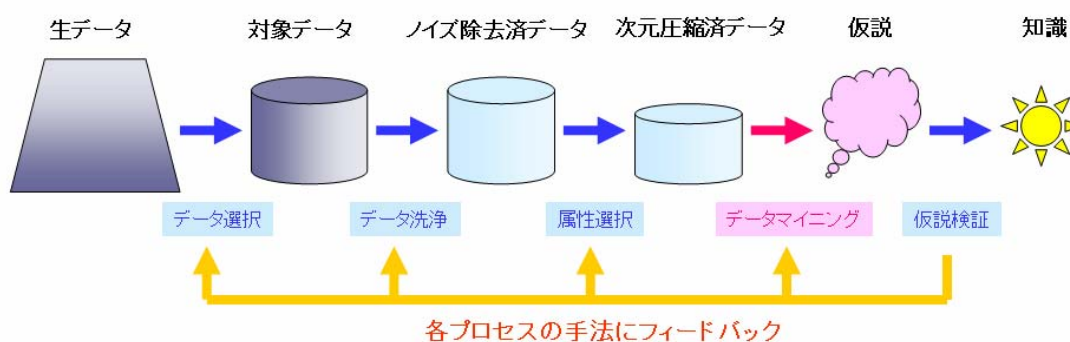 生データ
対象データ
ノイズ除去済データ
次元圧縮済データ
仮説
知識
データ選択
データ洗浄
属性選択
データマイニング
仮説検証
各プロセスの手法にフィードバック